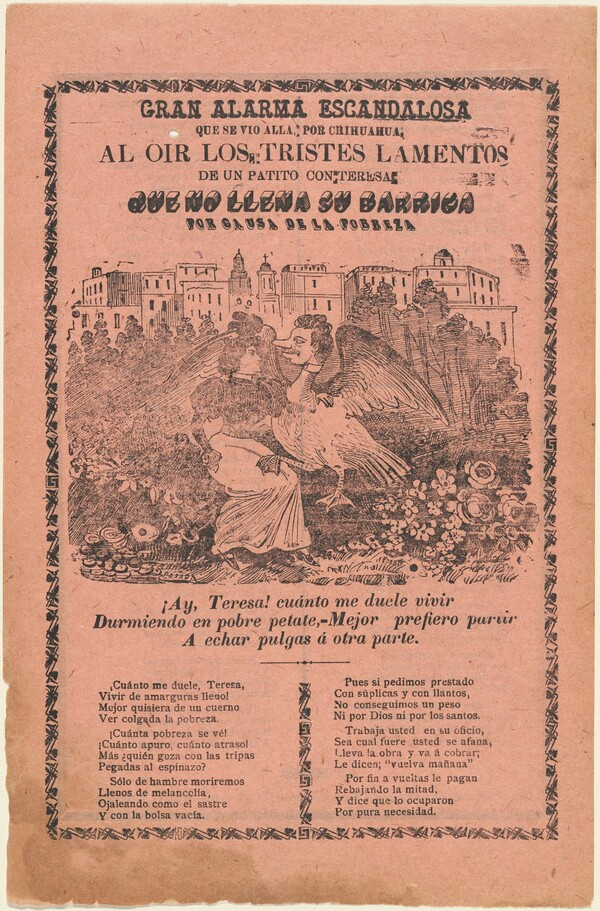 GRAN ALARMA ESCANDALOSA
QUE SE VIO ALLA, POR CHIHUAHUA,
AL OIR LOS TRISTES LAMENTOS
DE UN PATITO CON TERESA
QUE NO LLENA SU BARRIGA
POR CAUSA DE LA POBREZA
¡Ay, Teresa! cuánto me duele vivir
Durmiendo en pobre petate,-Mejor prefiero partir
A echar pulgas á otra parte.
¡Cuánto me duele, Teresa,
Vivir de amarguras lleno!
Mejor quisiera de un cuerno
Ver colgada la pobreza.
¡Cuánta pobreza se vé!
¡Cuánto apuro, cuánto atraso!
Más ¿quién goza con las tripas
Pegadas al espinazo?
Sólo de hambre moriremos
Llenos de melancolía,
Ojaleando como el sastre
Y con la bolsa vacía.
Pues si pedimos prestado
Con súplicas y con llantos,
No conseguimos un peso
Ni por Dios ni por los santos.
Trabaja usted en su oficio,
Sea cual fuere usted se afana,
Lleva la obra y va á cobrar;
Le dicen; "vuelva mañana"
Por fin a vueltas le pagan
Rebajando la mitad,
Y dice que lo ocuparon
Por pura necesidad.